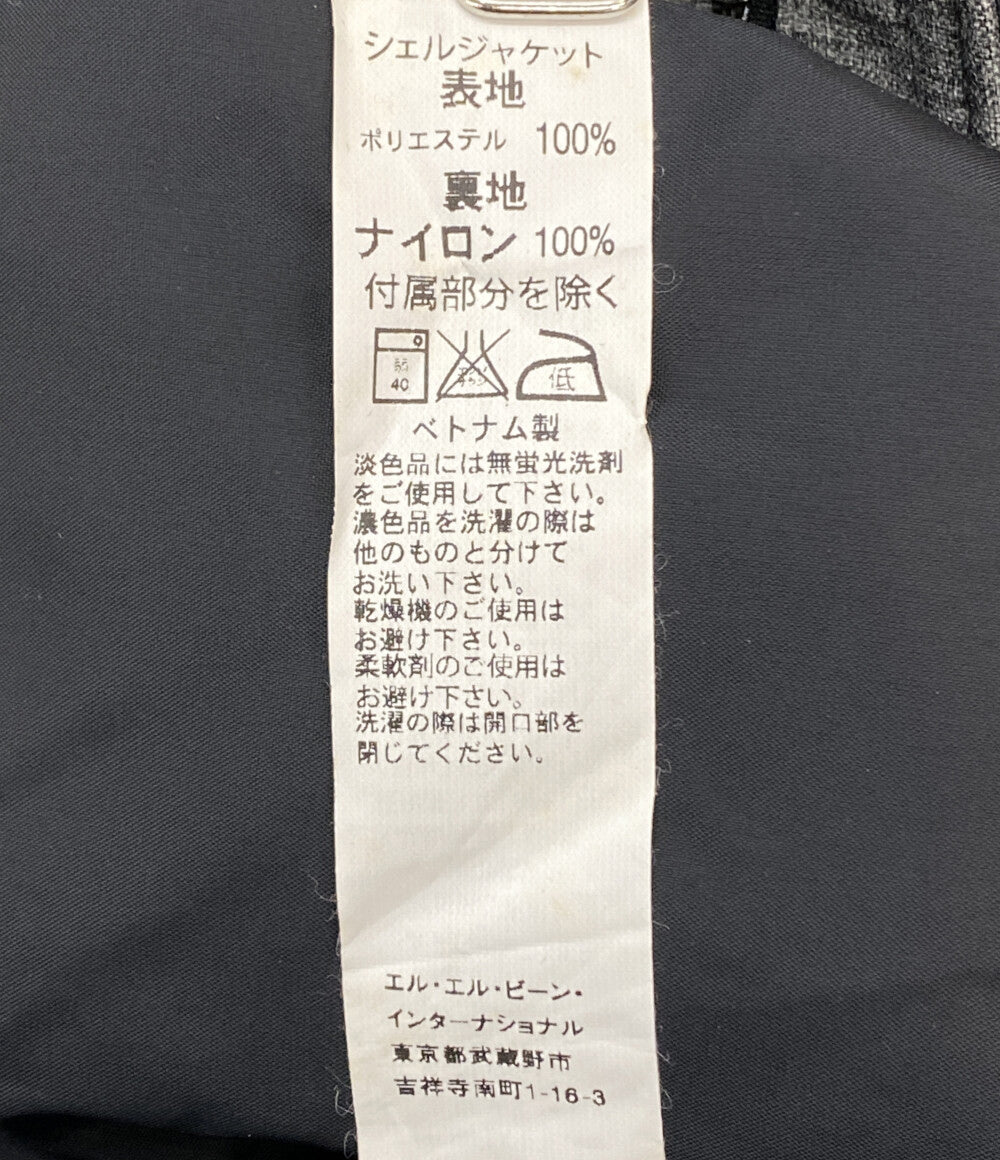 シェルジャケット
表地
ポリエステル 100%
裏地
ナイロン 100%
付属部分を除く
弱
40
低
ベトナム製
淡色品には無蛍光洗剤
をご使用して下さい。
濃色品を洗濯の際は
他のものと分けて
お洗い下さい。
乾燥機のご使用は
お避け下さい。
柔軟剤のご使用は
お避け下さい。
洗濯の際は開口部を
閉じてください。
エル・エル・ビーン・
インターナショナル
東京都武蔵野市
吉祥寺南町1-16-3